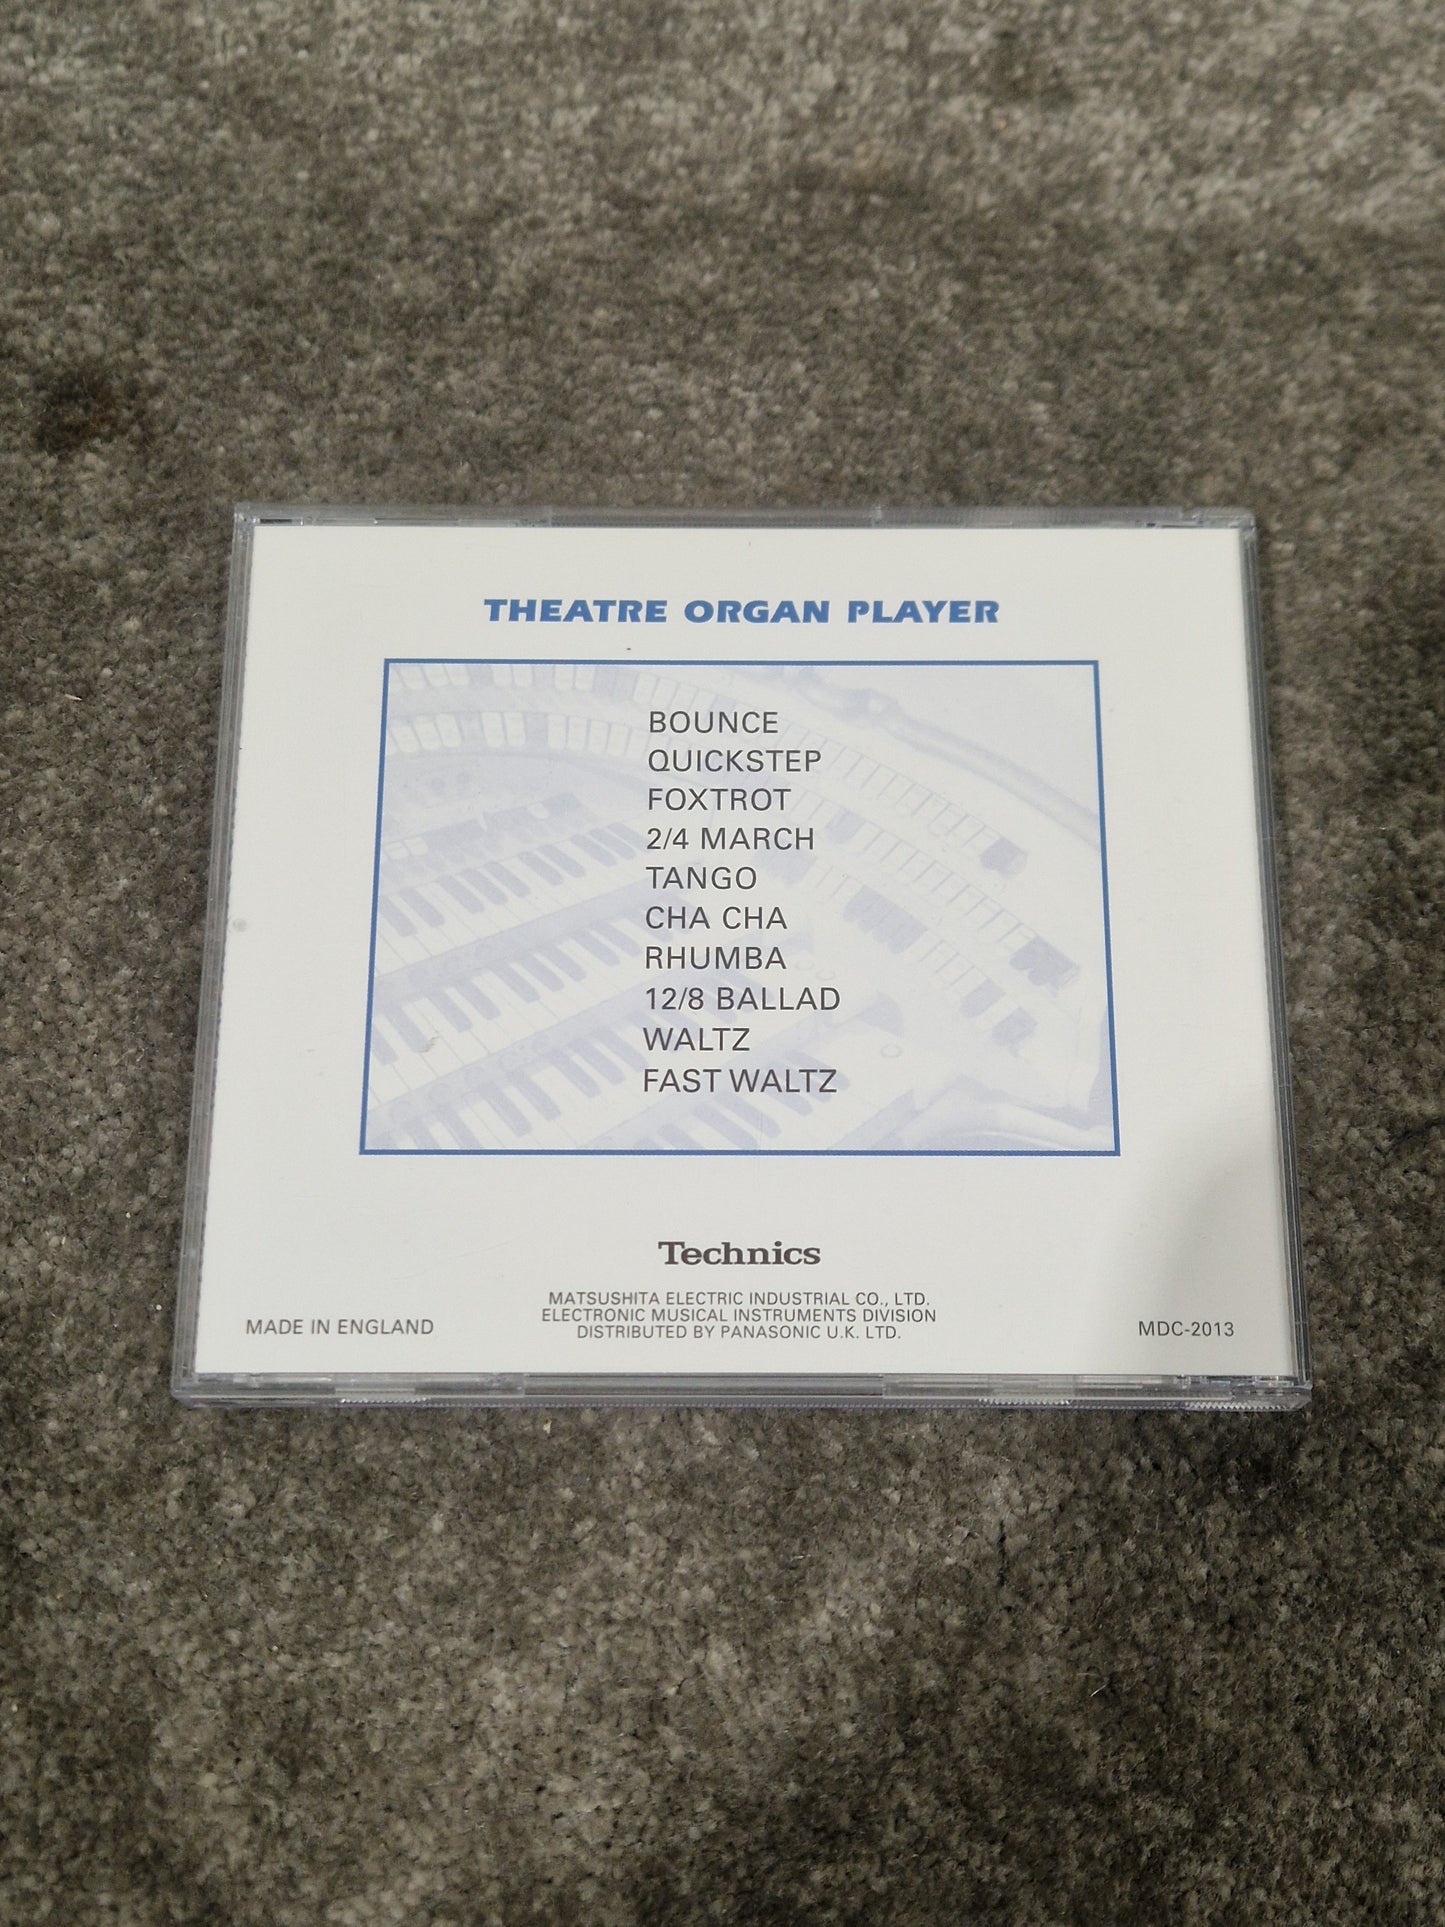 THEATRE ORGAN PLAYER
BOUNCE
QUICKSTEP
FOXTROT
2/4 MARCH
TANGO
CHA CHA
RHUMBA
12/8 BALLAD
WALTZ
FAST WALTZ
Technics
MATSUSHITA ELECTRIC INDUSTRIAL CO., LTD.
ELECTRONIC MUSICAL INSTRUMENTS DIVISION
DISTRIBUTED BY PANASONIC U.K. LTD.
MADE IN ENGLAND
MDC-2013